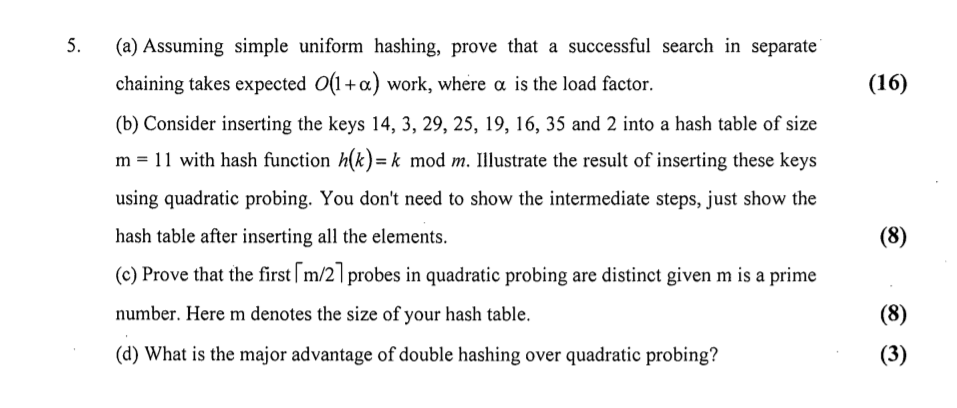 5. (a) Assuming simple uniform hashing, prove that a successful search in separate
chaining takes expected O(1+α) work, where α is the load factor. (16)
(b) Consider inserting the keys 14, 3, 29, 25, 19, 16, 35 and 2 into a hash table of size
m = 11 with hash function h(k)= k mod m. Illustrate the result of inserting these keys
using quadratic probing. You don't need to show the intermediate steps, just show the
hash table after inserting all the elements. (8)
(c) Prove that the first ⌈m/2⌉ probes in quadratic probing are distinct given m is a prime
number. Here m denotes the size of your hash table. (8)
(d) What is the major advantage of double hashing over quadratic probing? (3)